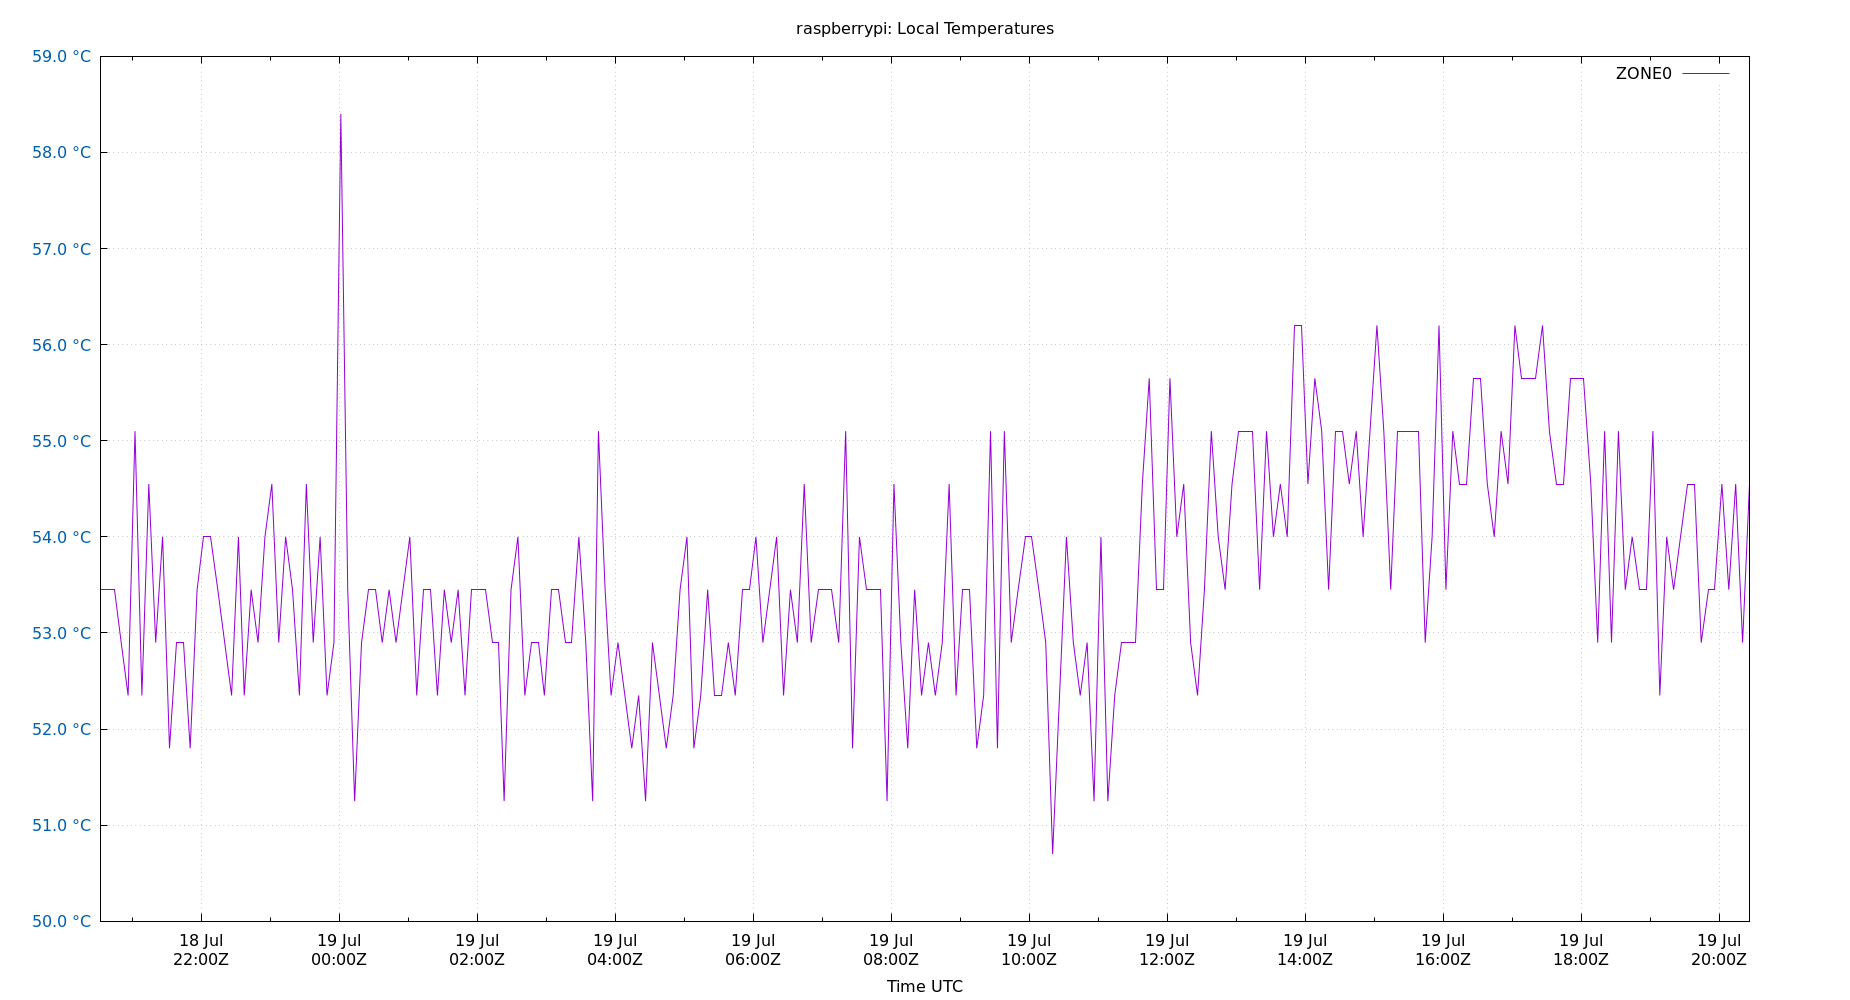 raspberrypi: Local Temperatures
59.0 °C
58.0 °C
57.0 °C
56.0 °C
55.0 °C
54.0 °C
53.0 °C
52.0 °C
51.0 °C
50.0 °C
ZONE0
18 Jul 19 Jul 19 Jul 19 Jul 19 Jul 19 Jul 19 Jul 19 Jul 19 Jul 19 Jul 19 Jul 19 Jul
22:00Z 00:00Z 02:00Z 04:00Z 06:00Z 08:00Z 10:00Z 12:00Z 14:00Z 16:00Z 18:00Z 20:00Z
Time UTC